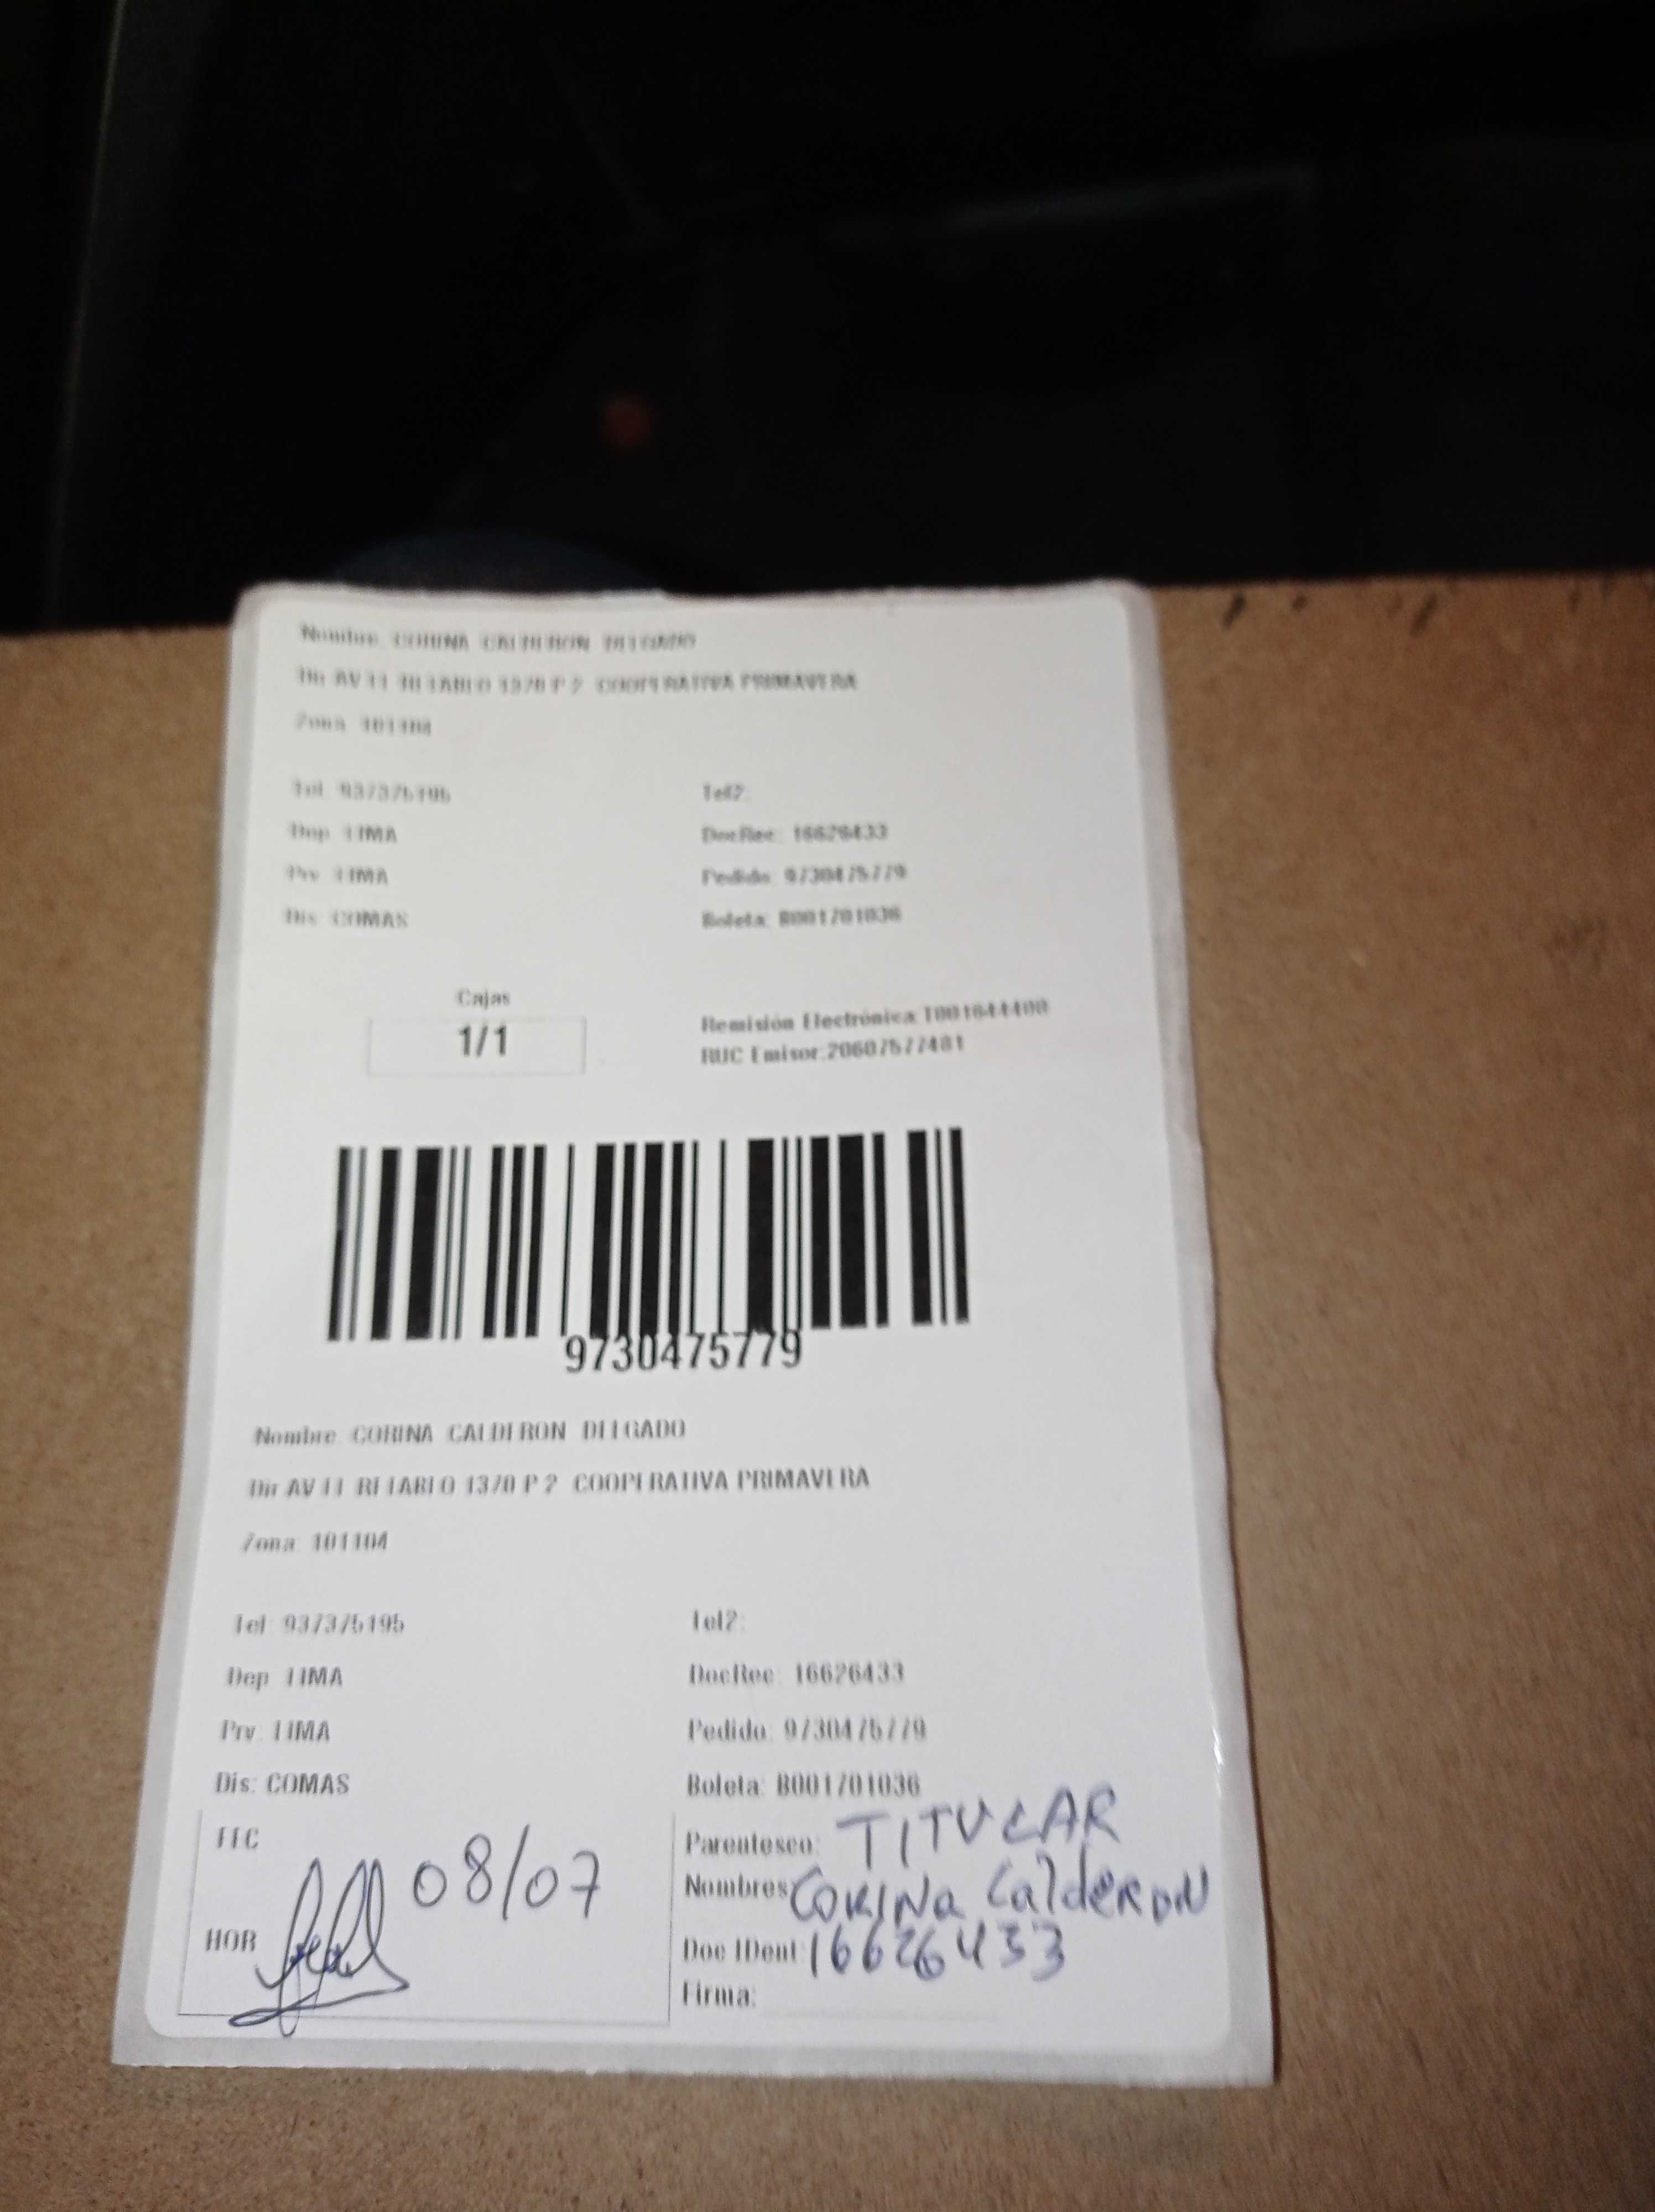 Nombre: CORINA CALDERON DELGADO
Dir: AV EL RETABLO 1370 P 2 COOPERATIVA PRIMAVERA
Zona: 101104
Tel: 937375195 Tel2:
Dep: LIMA DocRec: 16626433
Prv: LIMA Pedido: 9730475779
Dis: COMAS Boleta: B001701036
Cajas
1/1
Remisión Electrónica:
RUC Emisor:20607577481
9730475779
Nombre: CORINA CALDERON DELGADO
Dir: AV EL RETABLO 1370 P 2 COOPERATIVA PRIMAVERA
Zona: 101104
Tel: 937375195 Tel2:
Dep: LIMA DocRec: 16626433
Prv: LIMA Pedido: 9730475779
Dis: COMAS Boleta: B001701036
FEC 08/07
HOR
Parentesco: TITULAR
Nombres: CORINA CaldERON
Doc IDent: 16626433
Firma: